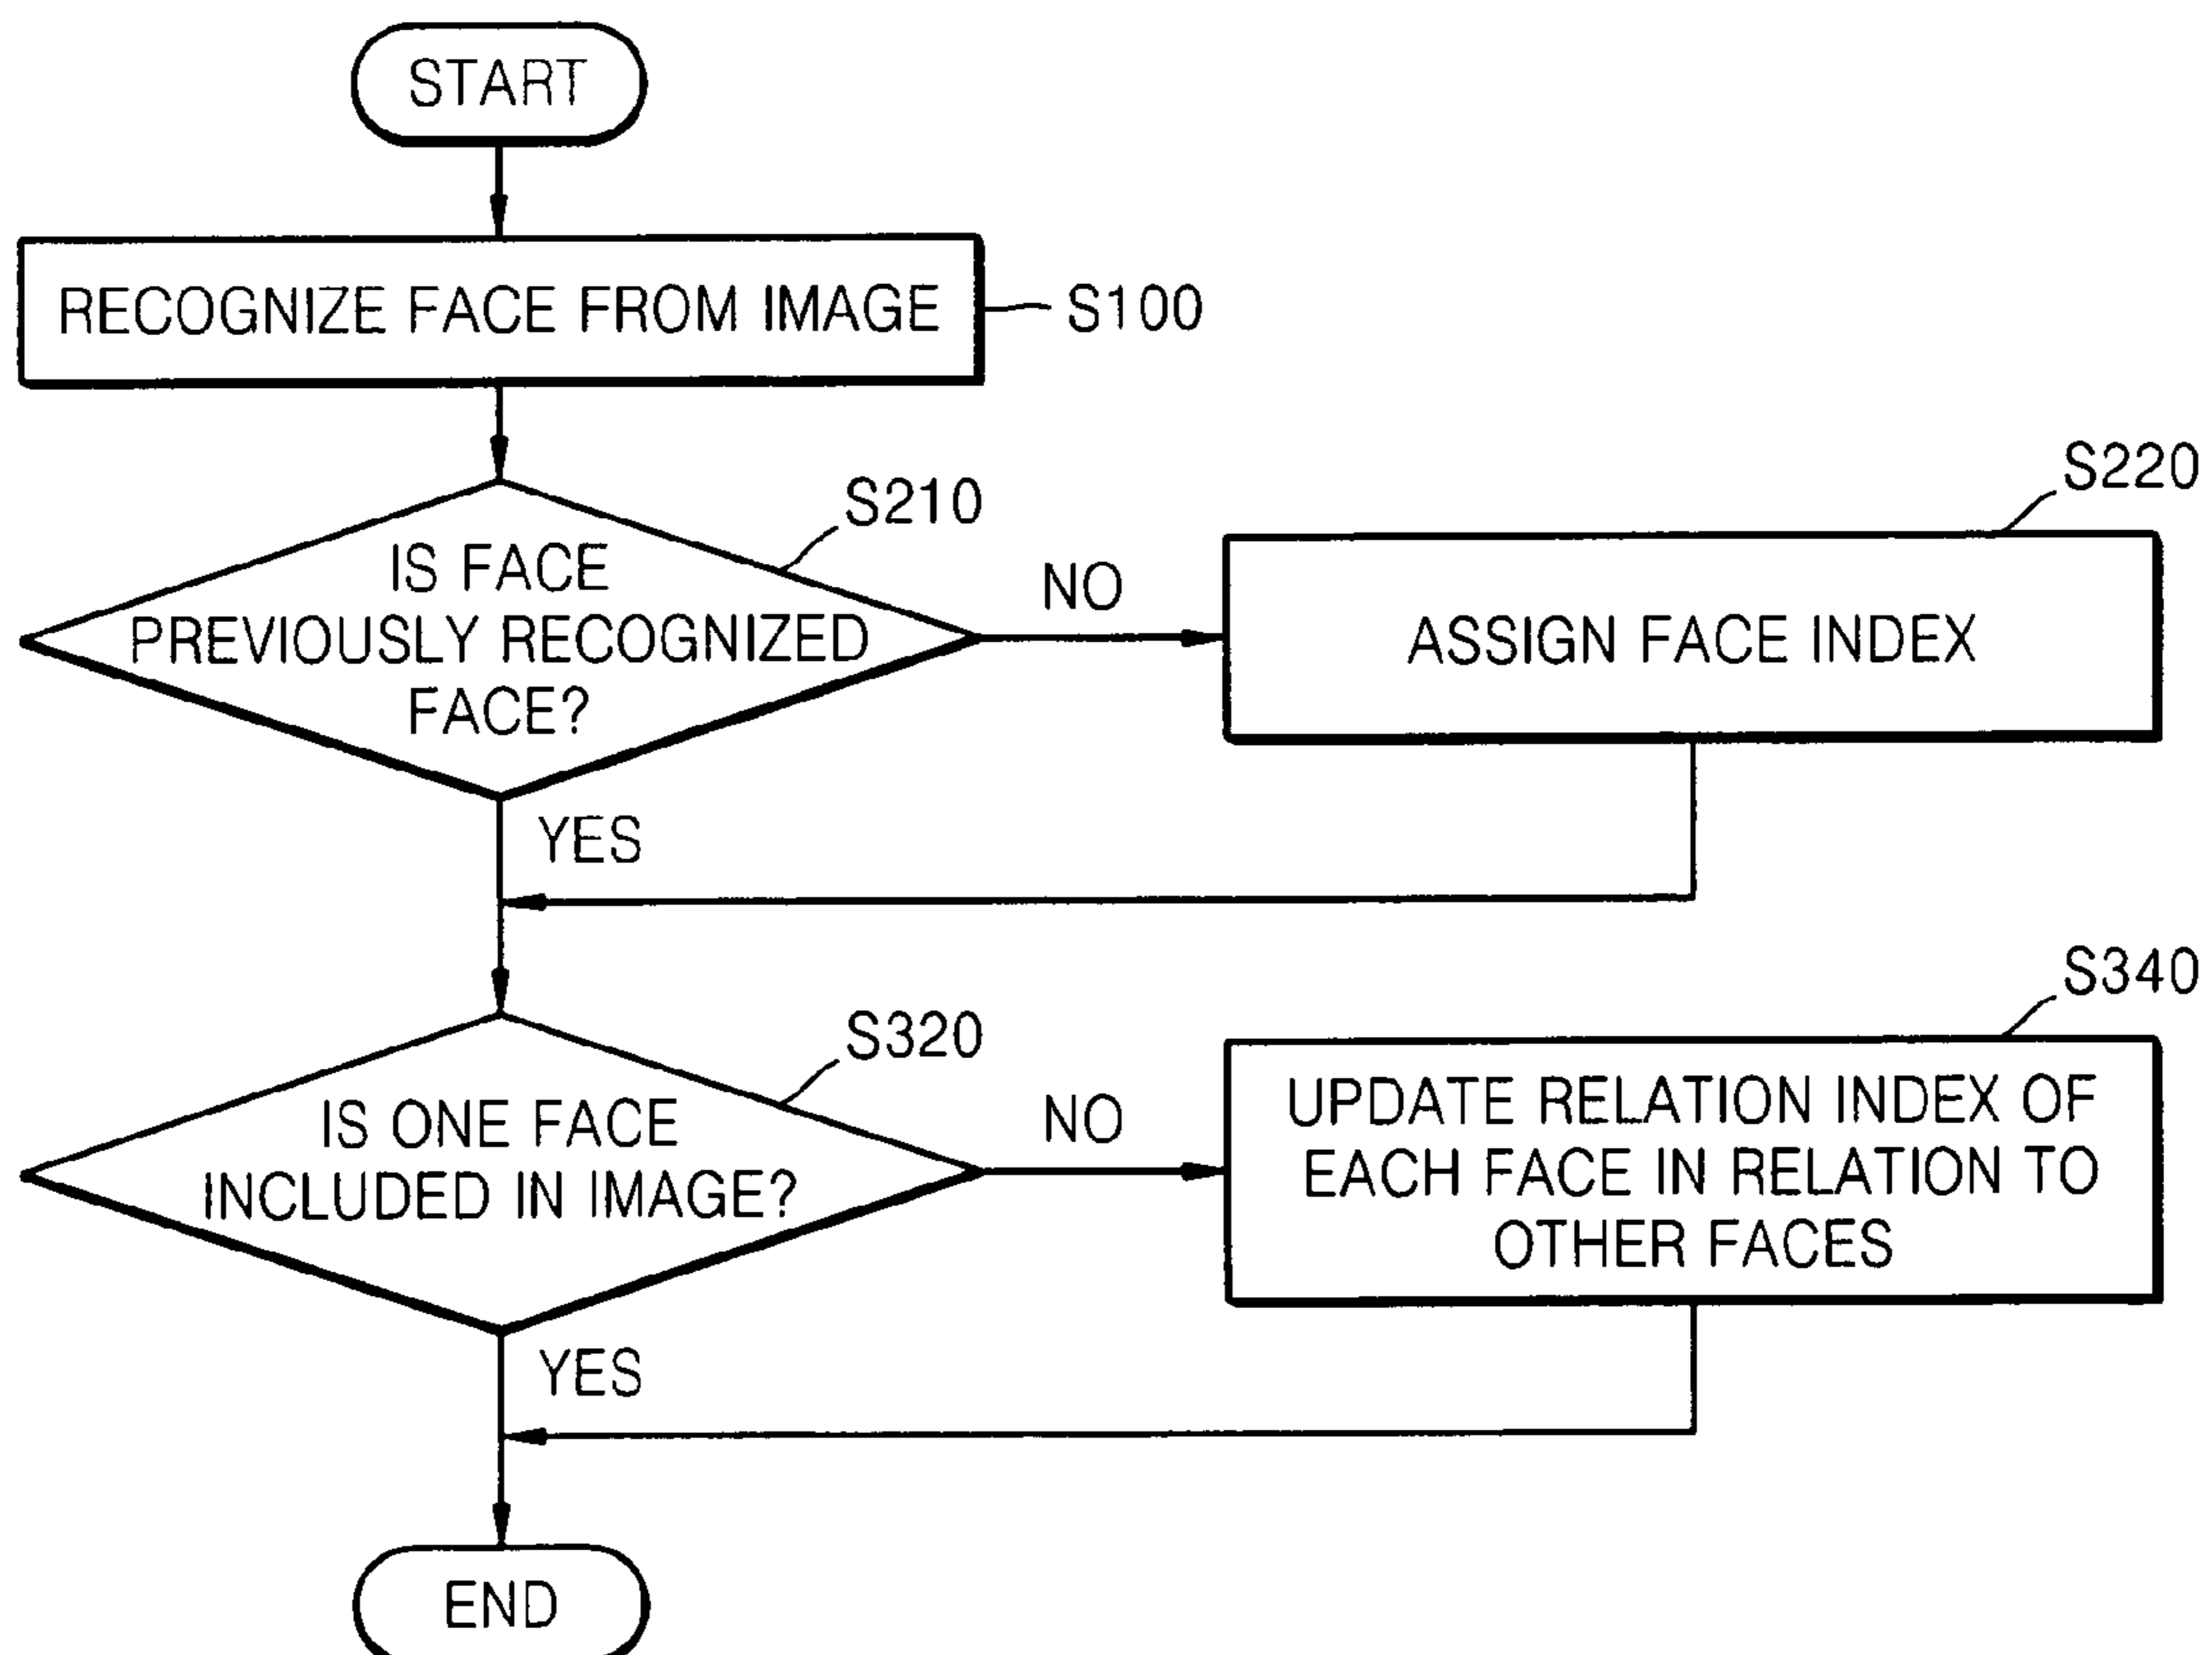 START
RECOGNIZE FACE FROM IMAGE
S100
S210
IS FACE
PREVIOUSLY RECOGNIZED
FACE?
NO
S220
ASSIGN FACE INDEX
YES
S320
IS ONE FACE
INCLUDED IN IMAGE?
NO
S340
UPDATE RELATION INDEX OF
EACH FACE IN RELATION TO
OTHER FACES
YES
END